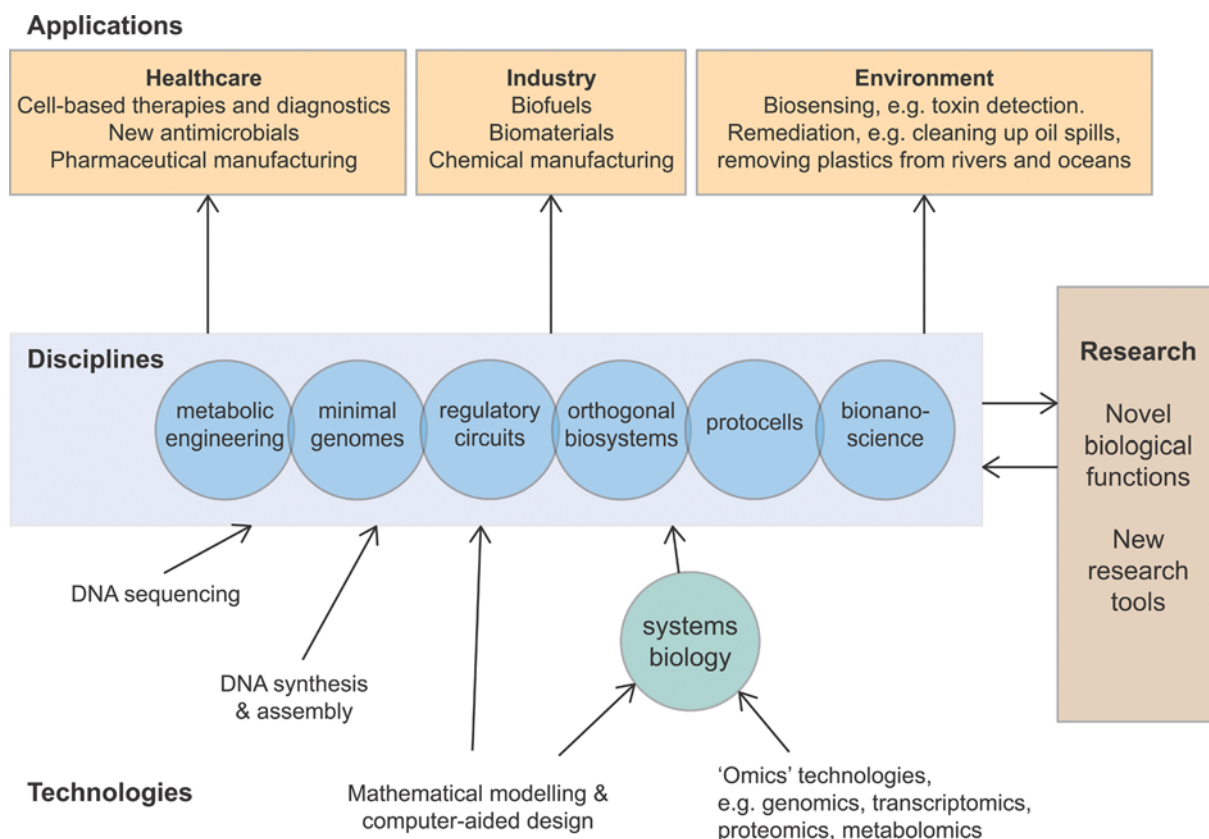 Applications
Healthcare
Cell-based therapies and diagnostics
New antimicrobials
Pharmaceutical manufacturing
Industry
Biofuels
Biomaterials
Chemical manufacturing
Environment
Biosensing, e.g. toxin detection.
Remediation, e.g. cleaning up oil spills,
removing plastics from rivers and oceans
Disciplines
metabolic
engineering
minimal
genomes
regulatory
circuits
orthogonal
biosystems
protocells
bionano-
science
Research
Novel
biological
functions
New
research
tools
DNA sequencing
DNA synthesis
& assembly
systems
biology
Technologies
Mathematical modelling &
computer-aided design
‘Omics’ technologies,
e.g. genomics, transcriptomics,
proteomics, metabolomics